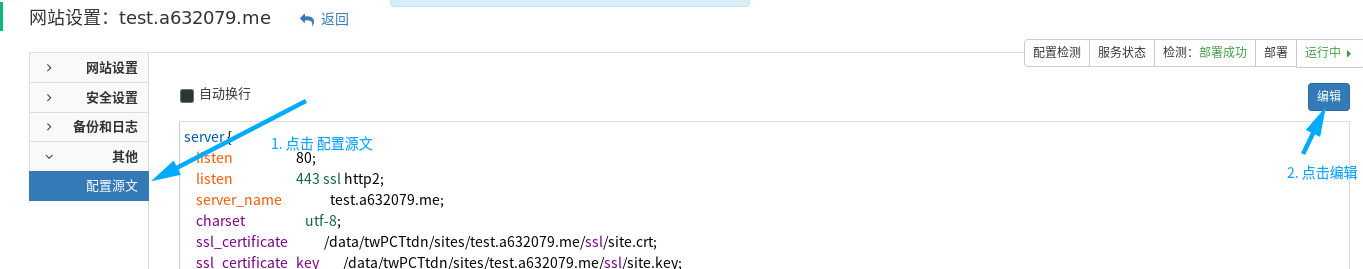 网站设置：test.a632079.me 返回
配置检测 服务状态 检测：部署成功 部署 运行中
网站设置
安全设置
备份和日志
其他
配置源文
自动换行
编辑
1. 点击 配置源文
2. 点击编辑
server {
listen 80;
listen 443 ssl http2;
server_name test.a632079.me;
charset utf-8;
ssl_certificate /data/twPCTtdn/sites/test.a632079.me/ssl/site.crt;
ssl_certificate_key /data/twPCTtdn/sites/test.a632079.me/ssl/site.key;